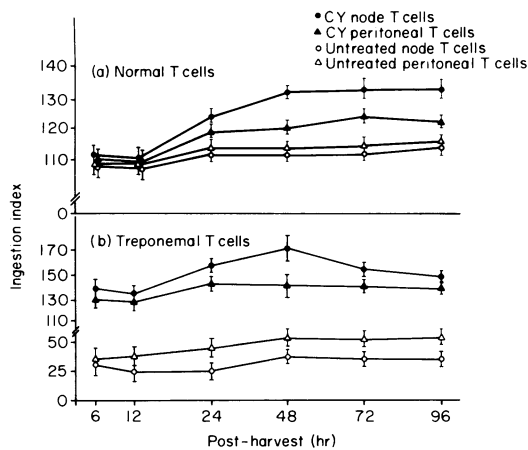 CY node T cells
CY peritoneal T cells
Untreated node T cells
Untreated peritoneal T cells
(a) Normal T cells
140
130
120
110
0
Ingestion index
(b) Treponemal T cells
170
150
130
110
50
25
0
6 12 24 48 72 96
Post-harvest (hr)